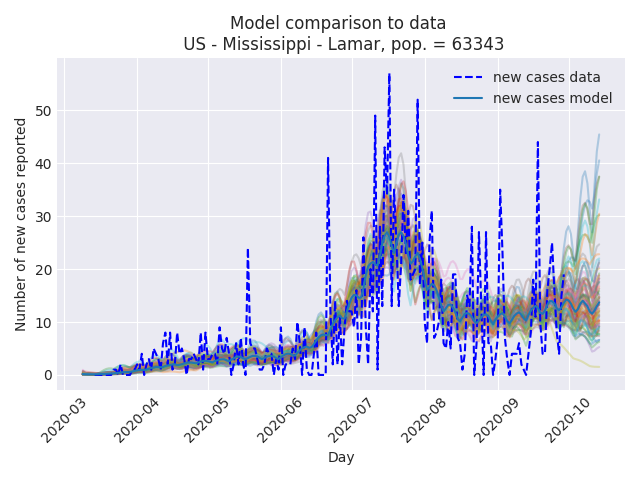 Model comparison to data
US - Mississippi - Lamar, pop. = 63343
new cases data
new cases model
Number of new cases reported
50
40
30
20
10
0
2020-03
2020-04
2020-05
2020-06
2020-07
2020-08
2020-09
2020-10
Day